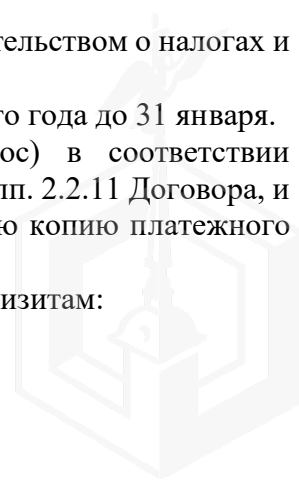 тельством о налогах и
го года до 31 января.
ос) в соответствии
пп. 2.2.11 Договора, и
ю копию платежного
изитам: